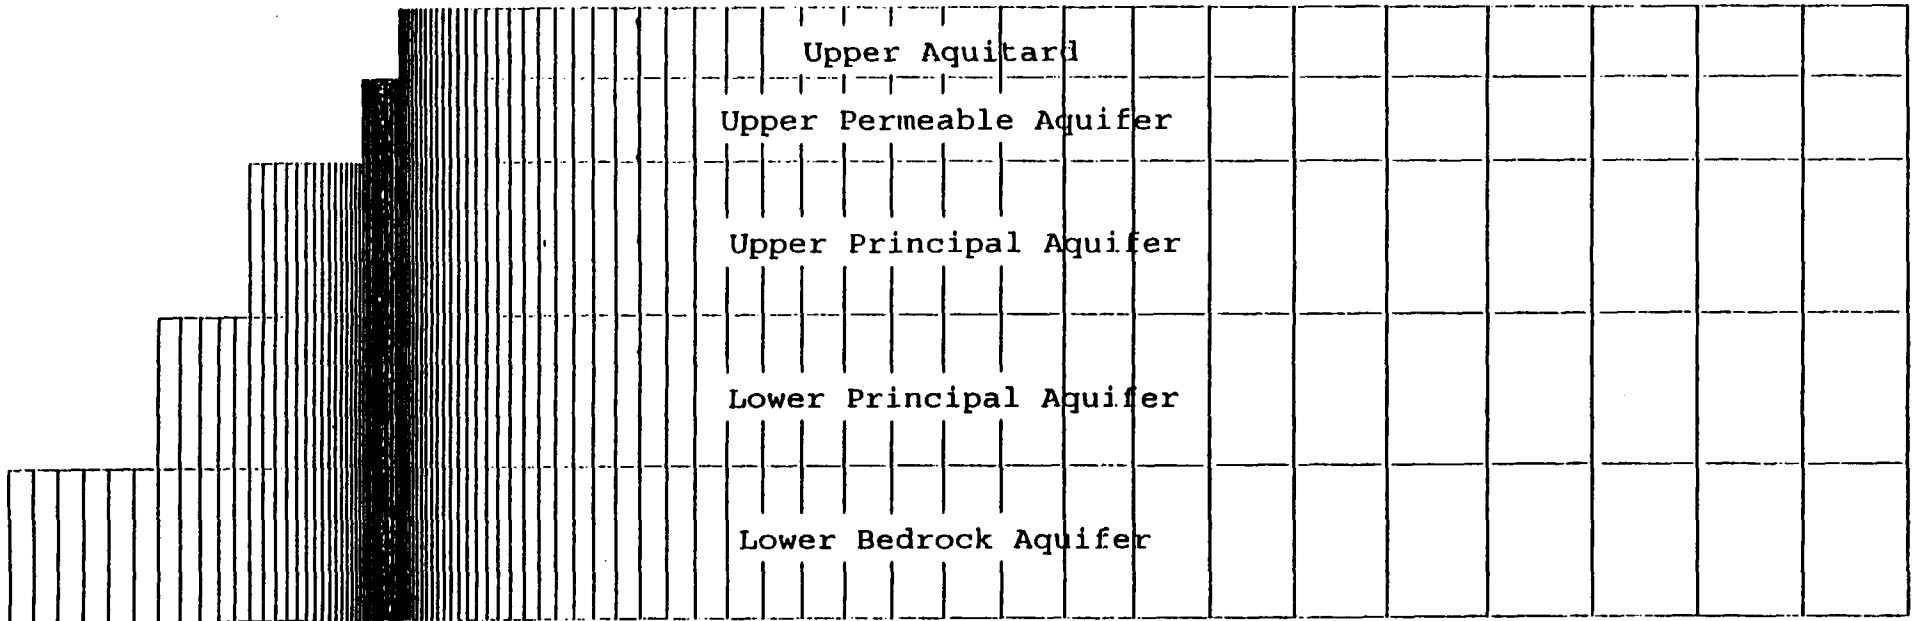 Upper Aquitard
Upper Permeable Aquifer
Upper Principal Aquifer
Lower Principal Aquifer
Lower Bedrock Aquifer